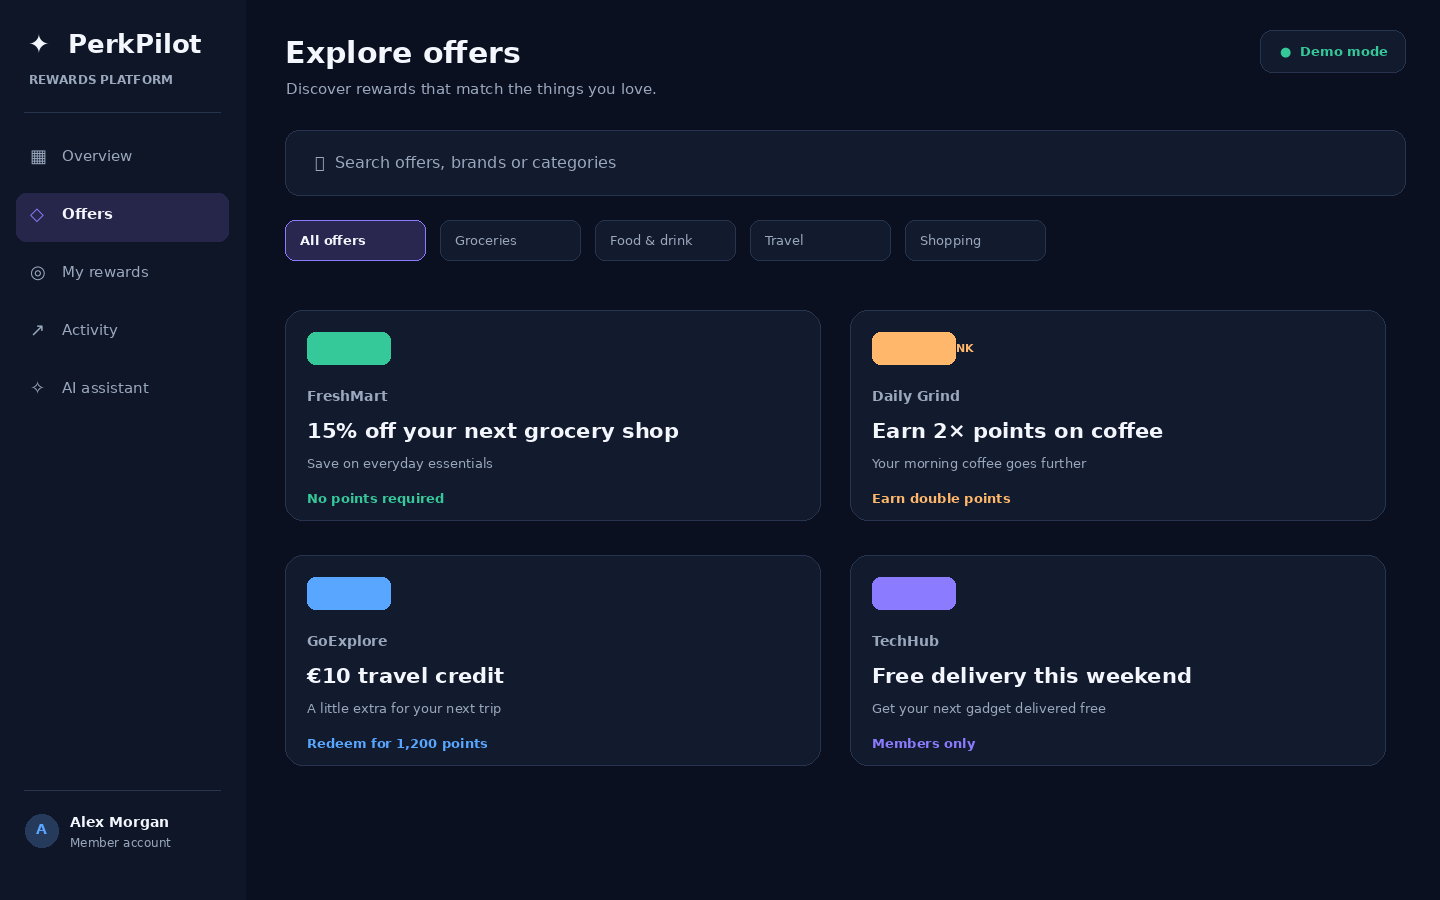 PerkPilot
REWARDS PLATFORM
Overview
Offers
My rewards
Activity
AI assistant
Alex Morgan
Member account
A
Explore offers
Discover rewards that match the things you love.
Demo mode
Search offers, brands or categories
All offers
Groceries
Food & drink
Travel
Shopping
FreshMart
15% off your next grocery shop
Save on everyday essentials
No points required
NK
Daily Grind
Earn 2× points on coffee
Your morning coffee goes further
Earn double points
GoExplore
€10 travel credit
A little extra for your next trip
Redeem for 1,200 points
TechHub
Free delivery this weekend
Get your next gadget delivered free
Members only